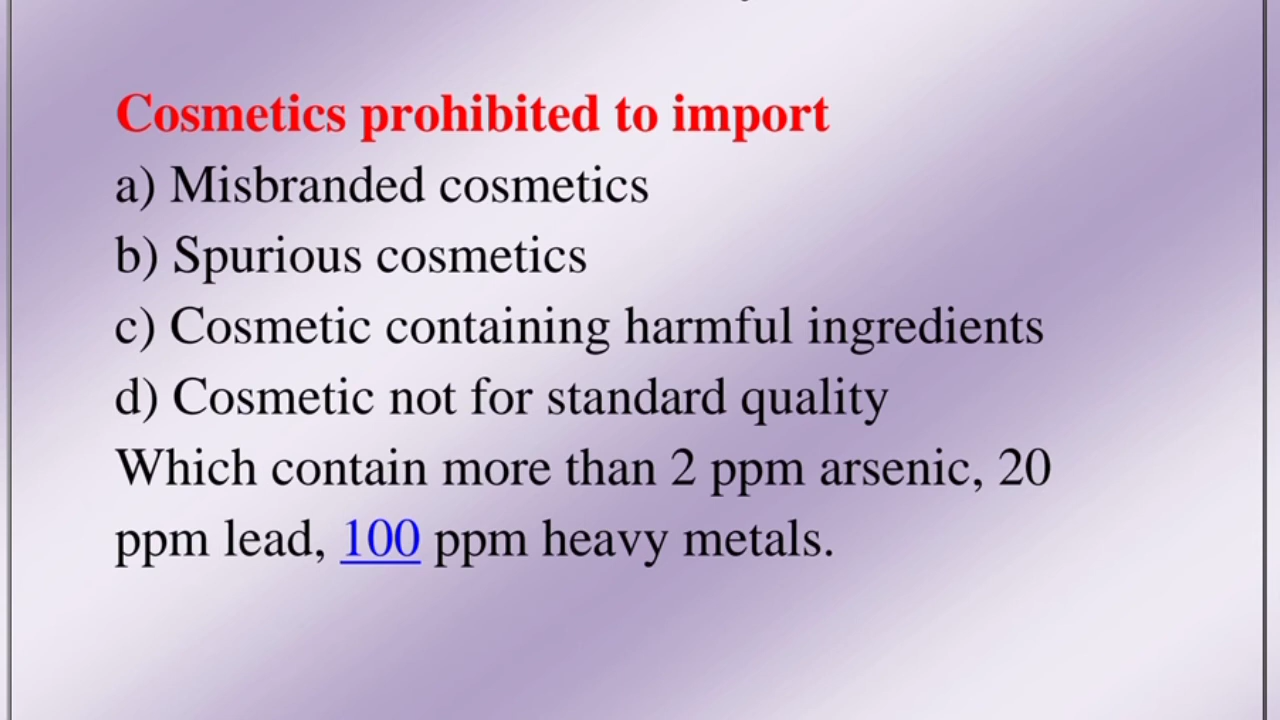 Cosmetics prohibited to import
a) Misbranded cosmetics
b) Spurious cosmetics
c) Cosmetic containing harmful ingredients
d) Cosmetic not for standard quality
Which contain more than 2 ppm arsenic, 20
ppm lead, 100 ppm heavy metals.